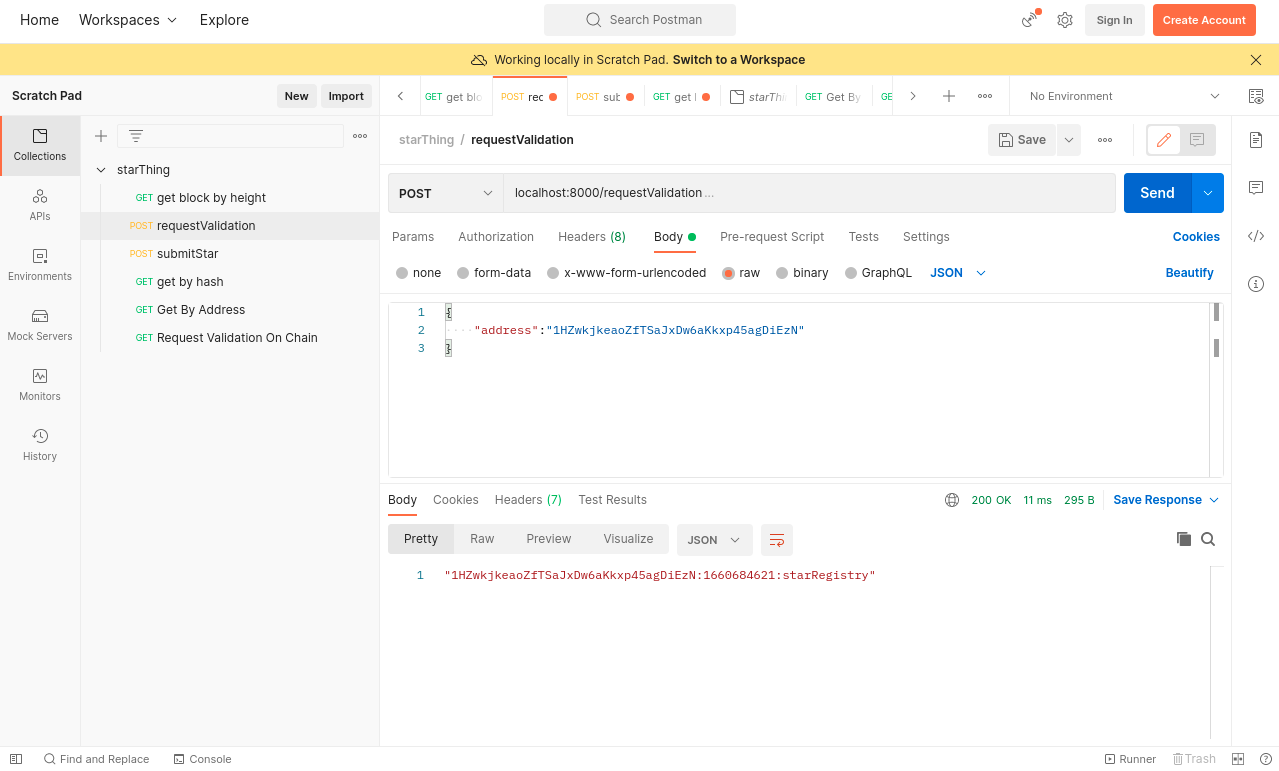 Home Workspaces Explore Search Postman Sign In Create Account
Working locally in Scratch Pad. Switch to a Workspace
Scratch Pad New Import
GET get blo POST rec POST sub GET get l starThi GET Get By GE No Environment
Collections
APIs
Environments
Mock Servers
Monitors
History
starThing
GET get block by height
POST requestValidation
POST submitStar
GET get by hash
GET Get By Address
GET Request Validation On Chain
starThing / requestValidation Save
POST localhost:8000/requestValidation ... Send
Params Authorization Headers (8) Body Pre-request Script Tests Settings Cookies
none form-data x-www-form-urlencoded raw binary GraphQL JSON Beautify
1 {
2 ····"address":"1HZwkjkeaoZfTSaJxDw6aKkxp45agDiEzN"
3 }
Body Cookies Headers (7) Test Results 200 OK 11 ms 295 B Save Response
Pretty Raw Preview Visualize JSON
1 "1HZwkjkeaoZfTSaJxDw6aKkxp45agDiEzN:1660684621:starRegistry"
Find and Replace Console Runner Trash